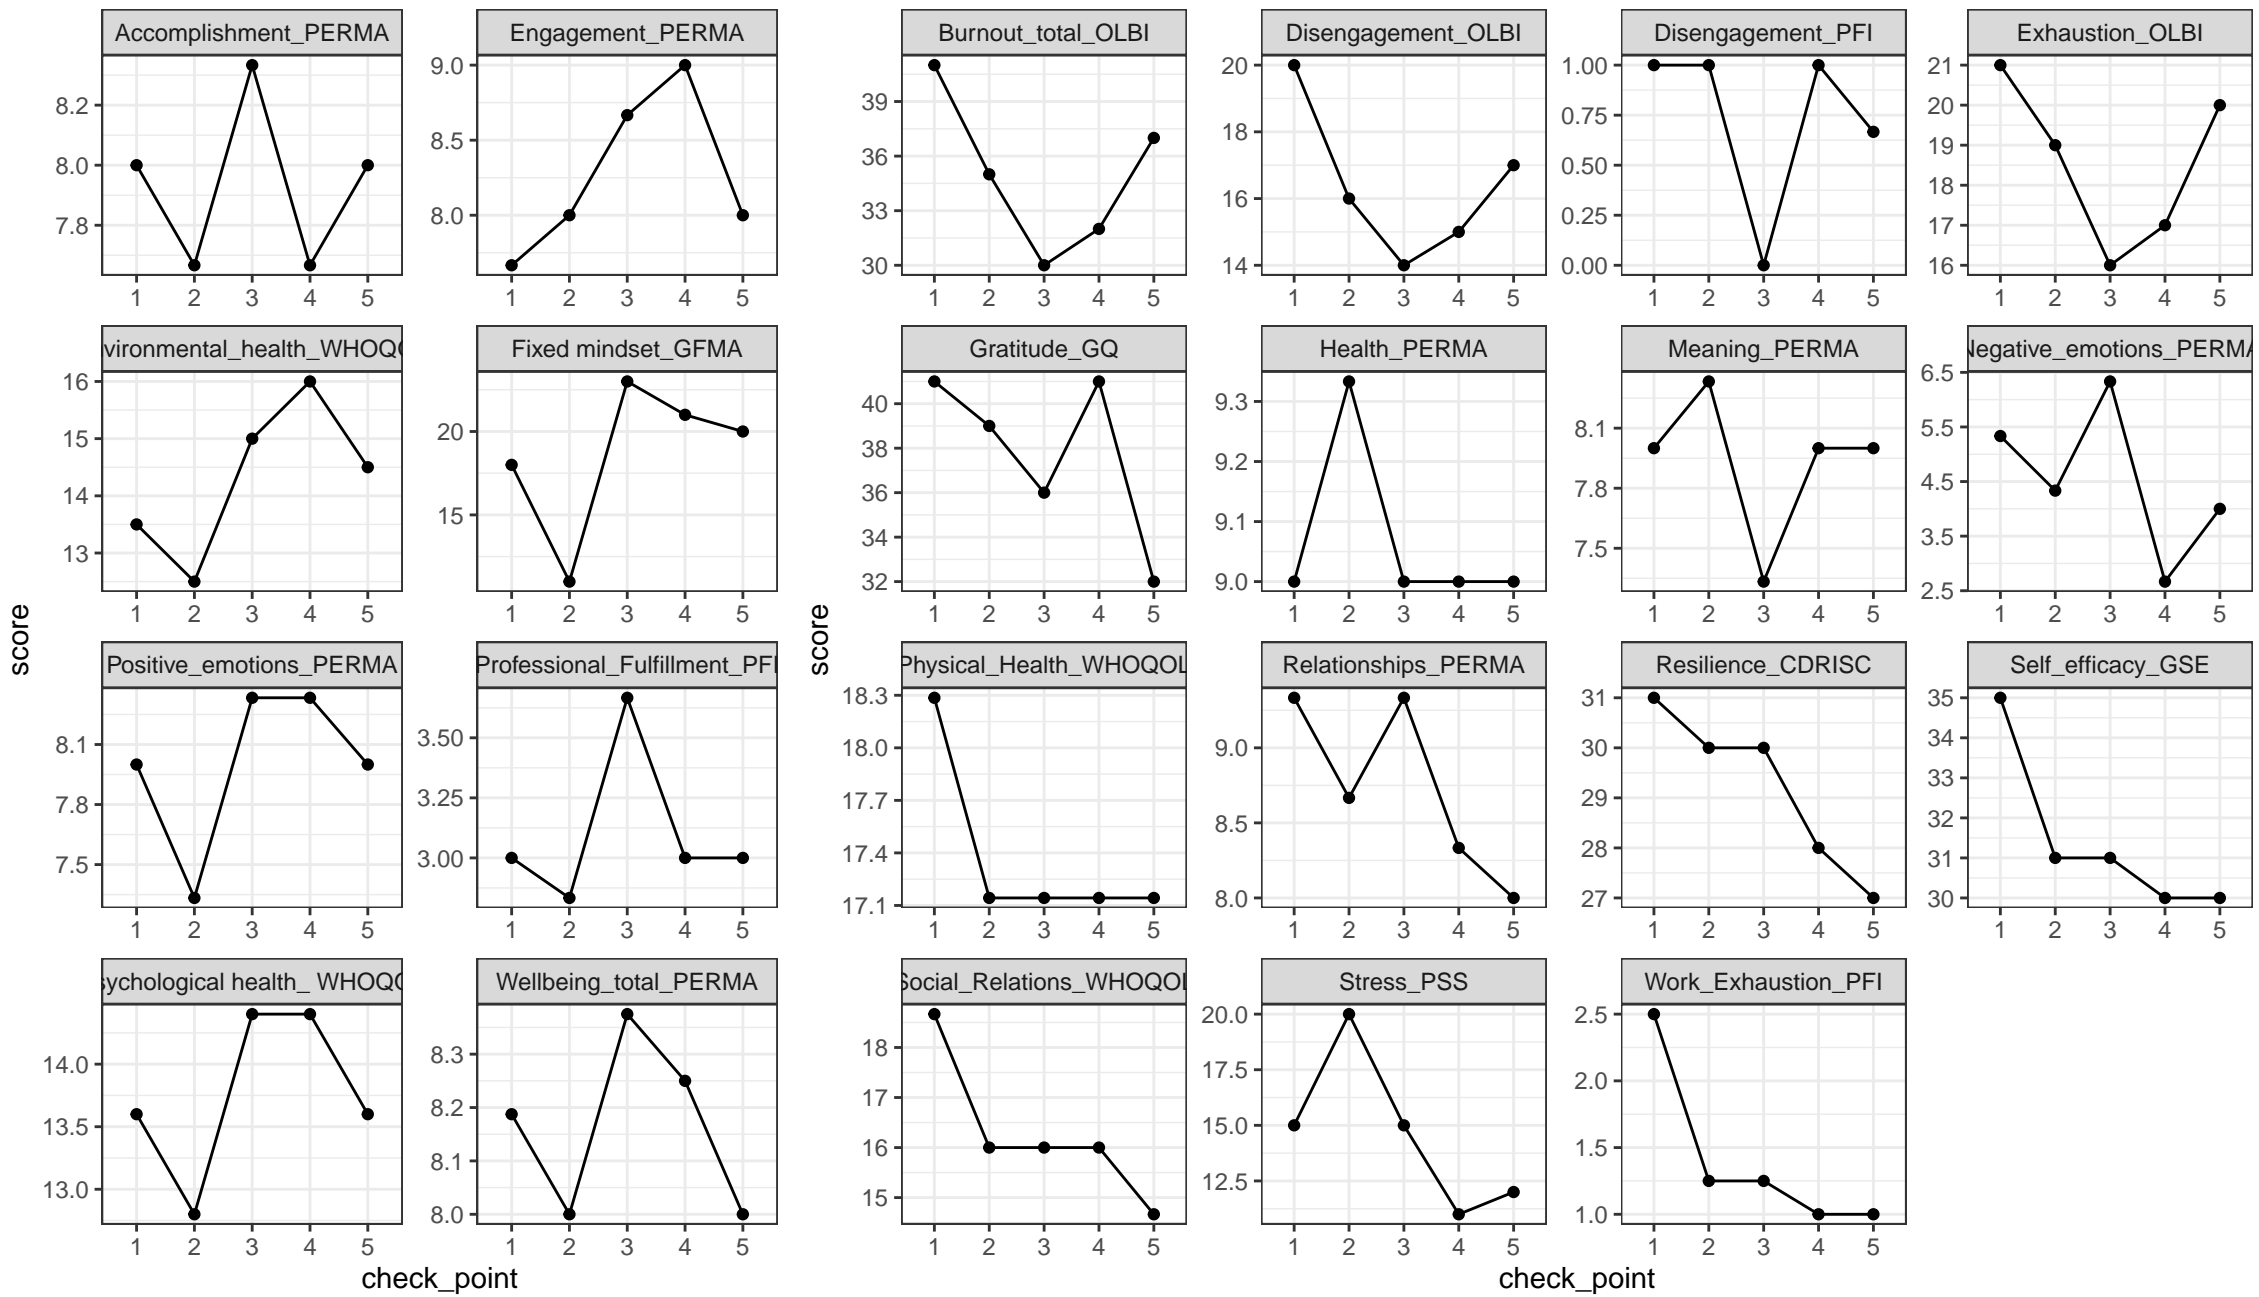 Accomplishment_PERMA
8.2
8.0
7.8
1 2 3 4 5
Engagement_PERMA
9.0
8.5
8.0
1 2 3 4 5
vironmental_health_WHOQ
16
15
14
13
1 2 3 4 5
Fixed mindset_GFMA
20
15
1 2 3 4 5
Positive_emotions_PERMA
8.1
7.8
7.5
1 2 3 4 5
Professional_Fulfillment_PFI
3.50
3.25
3.00
1 2 3 4 5
sychological health_ WHOQ
14.0
13.5
13.0
1 2 3 4 5
Wellbeing_total_PERMA
8.3
8.2
8.1
8.0
1 2 3 4 5
score
check_point
Burnout_total_OLBI
39
36
33
30
1 2 3 4 5
Disengagement_OLBI
20
18
16
14
1 2 3 4 5
Disengagement_PFI
1.00
0.75
0.50
0.25
0.00
1 2 3 4 5
Exhaustion_OLBI
21
20
19
18
17
16
1 2 3 4 5
Gratitude_GQ
40
38
36
34
32
1 2 3 4 5
Health_PERMA
9.3
9.2
9.1
9.0
1 2 3 4 5
Meaning_PERMA
8.1
7.8
7.5
1 2 3 4 5
Negative_emotions_PERMA
6.5
5.5
4.5
3.5
2.5
1 2 3 4 5
Physical_Health_WHOQOL
18.3
18.0
17.7
17.4
17.1
1 2 3 4 5
Relationships_PERMA
9.0
8.5
8.0
1 2 3 4 5
Resilience_CDRISC
31
30
29
28
27
1 2 3 4 5
Self_efficacy_GSE
35
34
33
32
31
30
1 2 3 4 5
Social_Relations_WHOQOL
18
17
16
15
1 2 3 4 5
Stress_PSS
20.0
17.5
15.0
12.5
1 2 3 4 5
Work_Exhaustion_PFI
2.5
2.0
1.5
1.0
1 2 3 4 5
score
check_point